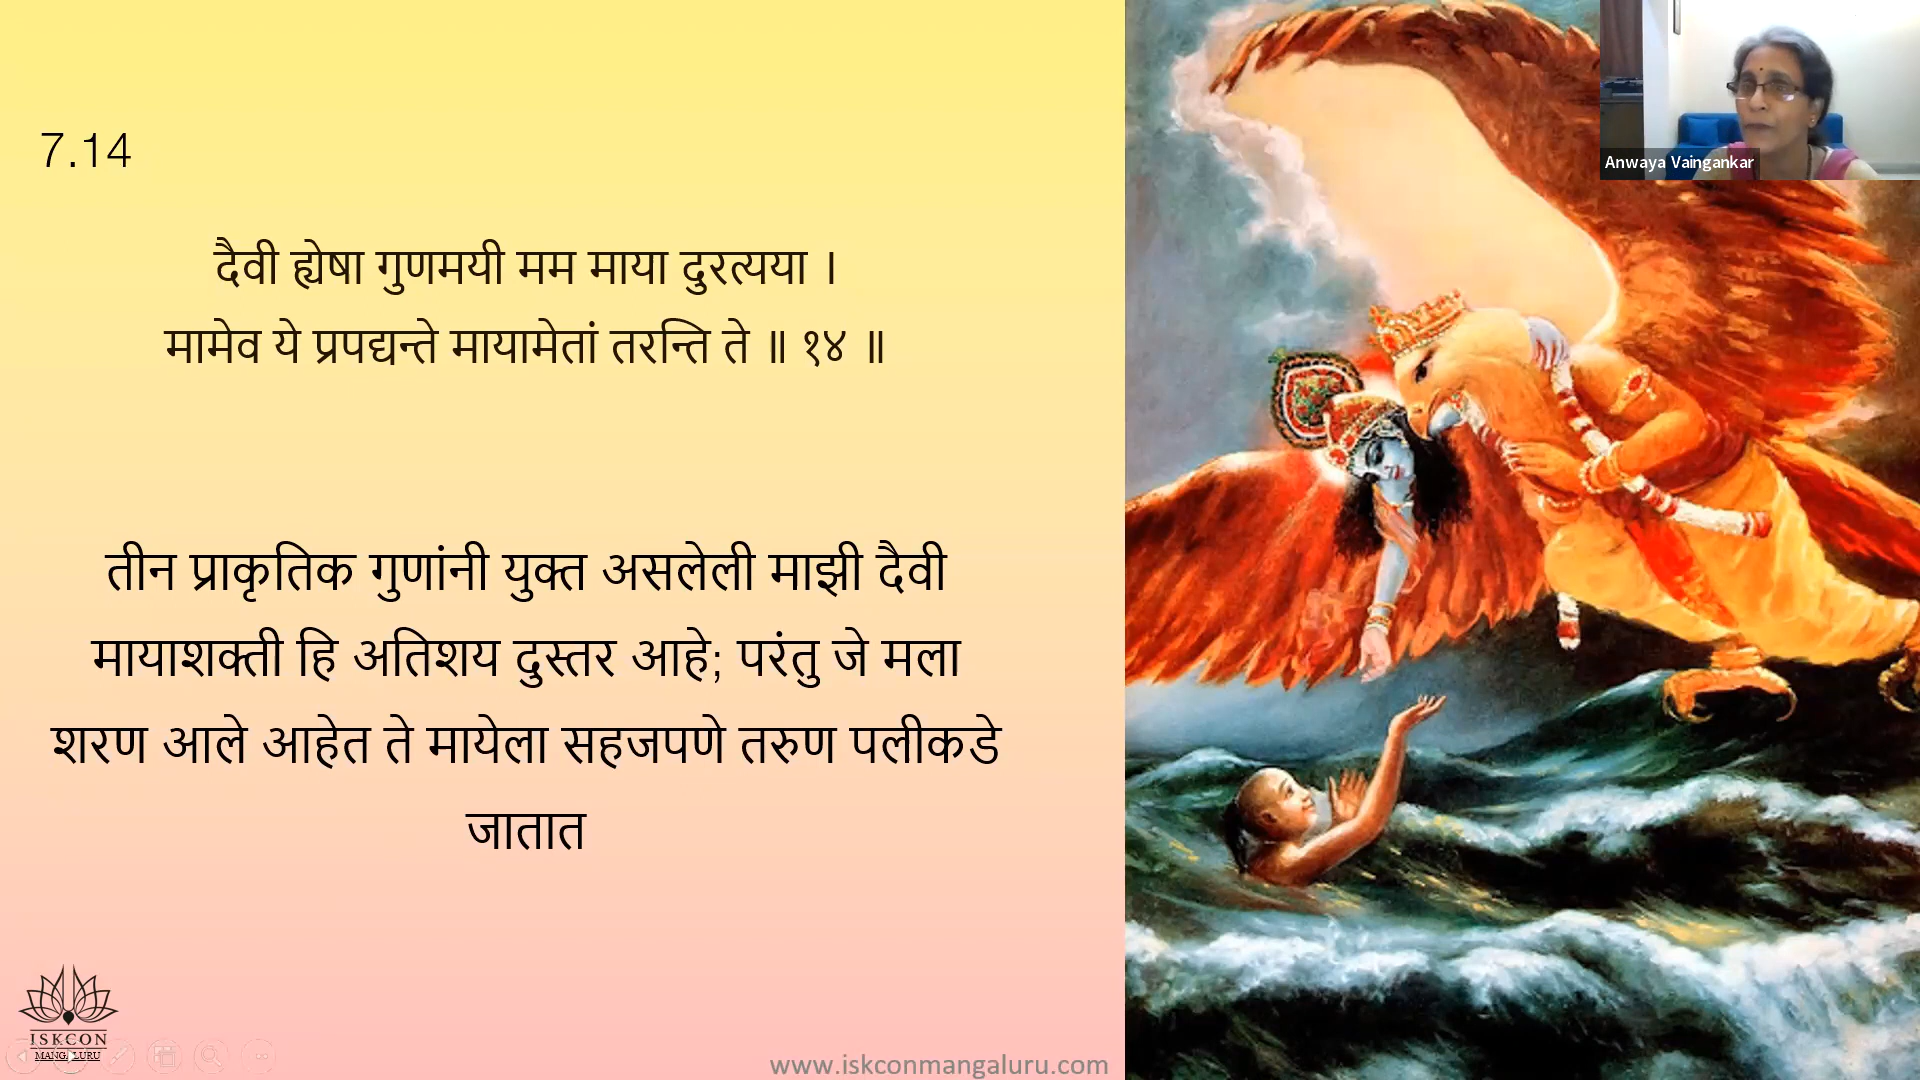 7.14
दैवी ह्येषा गुणमयी मम माया दुरत्यया ।
मामेव ये प्रपद्यन्ते मायामेतां तरन्ति ते ॥ १४ ॥
तीन प्राकृतिक गुणांनी युक्त असलेली माझी दैवी
मायाशक्ती हि अतिशय दुस्तर आहे; परंतु जे मला
शरण आले आहेत ते मायेला सहजपणे तरुण पलीकडे
जातात
ISKCON
MANGALURU
www.iskconmangaluru.com
Anwaya Vaingankar